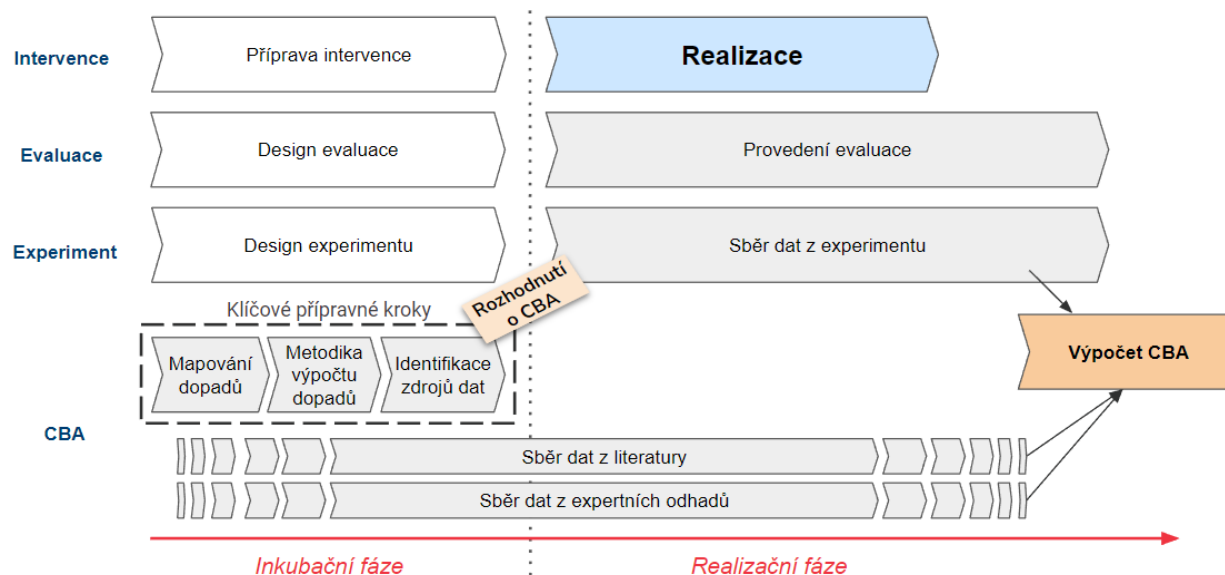 Intervence
Příprava intervence
Realizace
Evaluace
Design evaluace
Provedení evaluace
Experiment
Design experimentu
Sběr dat z experimentu
Rozhodnutí
o CBA
Klíčové přípravné kroky
Mapování
dopadů
Metodika
výpočtu
dopadů
Identifikace
zdrojů dat
Výpočet CBA
CBA
Sběr dat z literatury
Sběr dat z expertních odhadů
Inkubační fáze
Realizační fáze